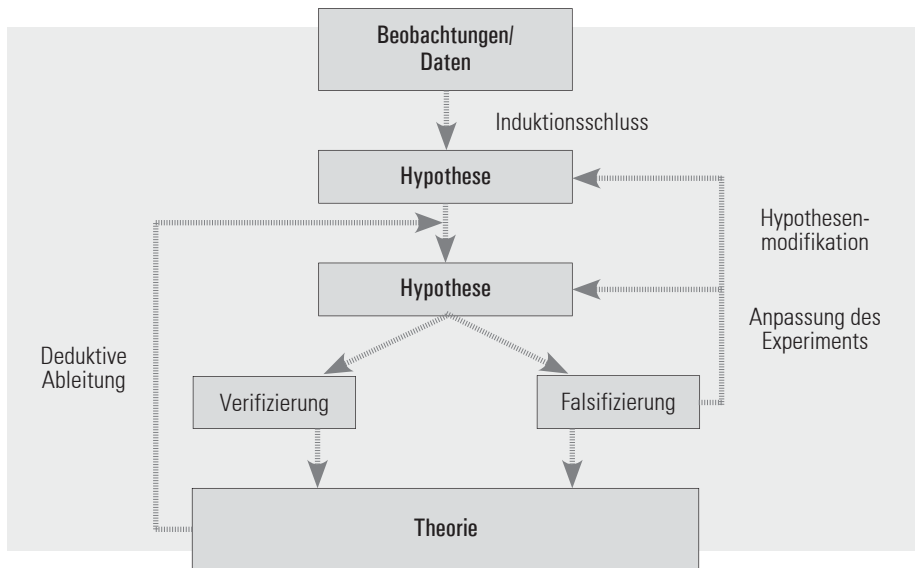 Beobachtungen/
Daten
Induktionsschluss
Hypothese
Hypothesen-
modifikation
Hypothese
Anpassung des
Experiments
Deduktive
Ableitung
Verifizierung
Falsifizierung
Theorie